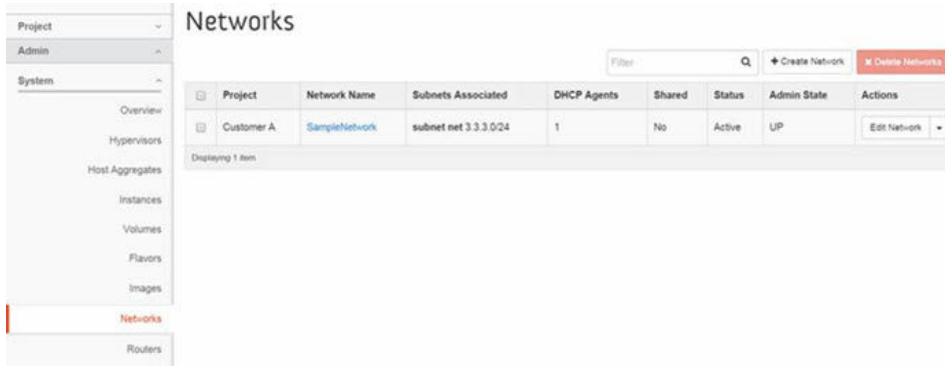 Networks
Project
Admin
System
Overview
Hypervisors
Host Aggregates
Instances
Volumes
Flavors
Images
Networks
Routers
Filter
+ Create Network
✖ Delete Networks
Project Network Name Subnets Associated DHCP Agents Shared Status Admin State Actions
Customer A SampleNetwork subnet net 3.3.3.0/24 1 No Active UP Edit Network
Displaying 1 item